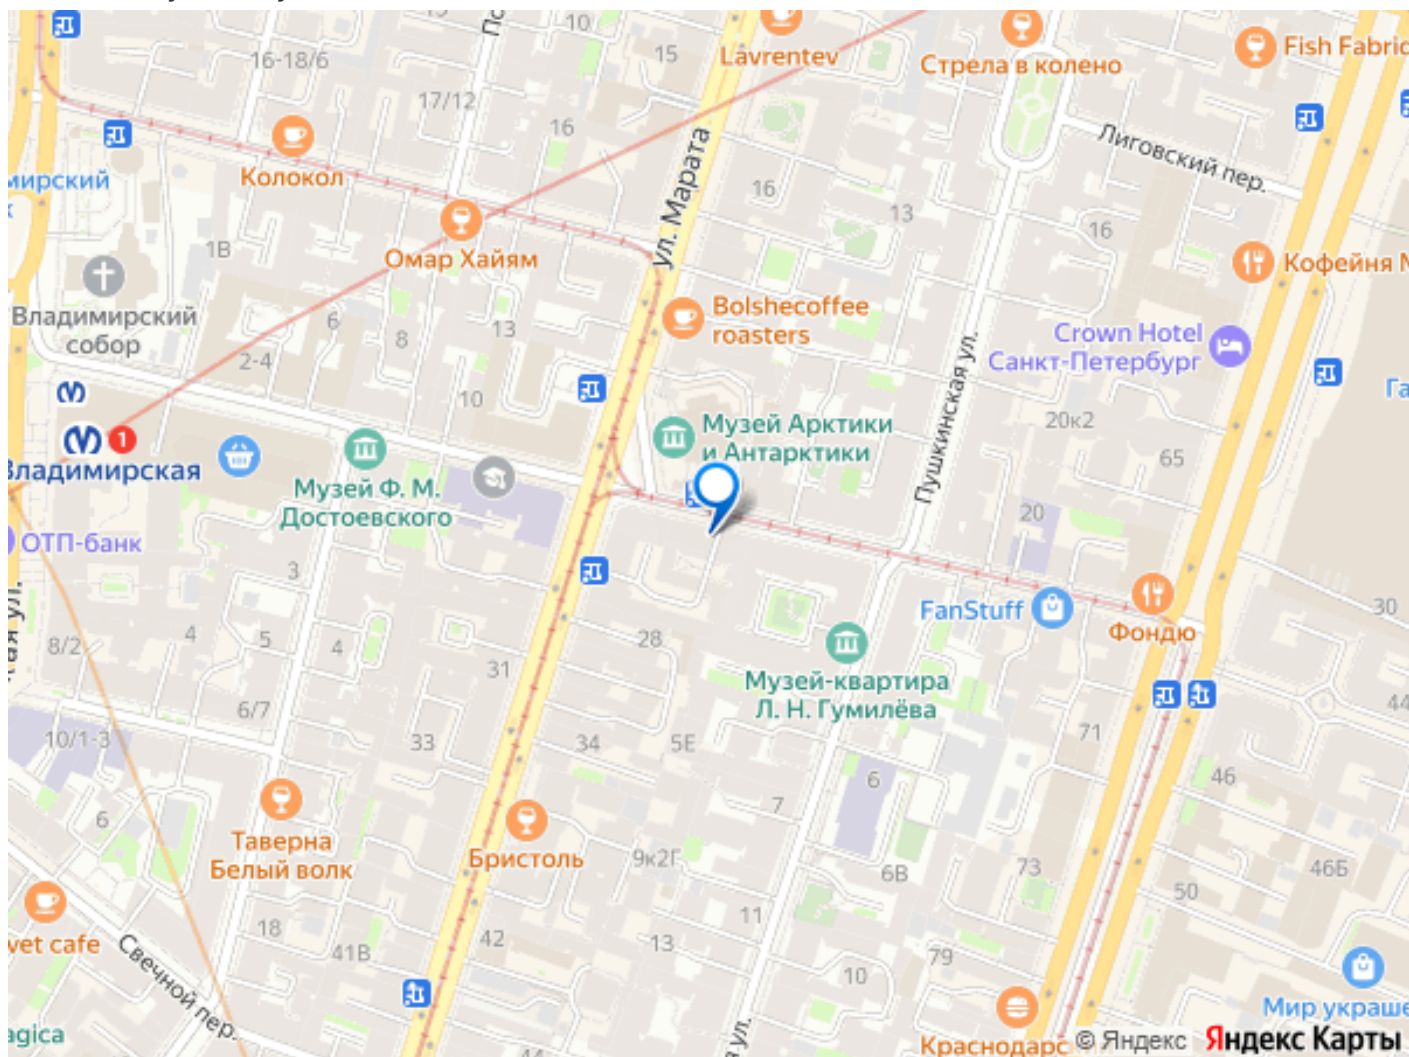 16-18/6
17/12
10
15
16
Lavrentev
Стрела в колено
Fish Fabric
Лиговский пер.
Колокол
мирский
ул. Марата
16
13
16
1В
Омар Хайям
Кофейня
Владимирский
собор
6
8
13
2-4
10
Bolshecoffee
roasters
Crown Hotel
Санкт-Петербург
Пушкинская ул.
20к2
65
20
Музей Арктики
и Антарктики
1
Владимирская
Музей Ф. М.
Достоевского
ОТП-банк
3
4
5
4
8/2
6/7
10/1-3
28
31
33
34
5Е
FanStuff
Фондю
30
44
Музей-квартира
Л. Н. Гумилёва
71
46
6
7
Таверна
Белый волк
Бристоль
9к2Г
6
6В
73
50
46Б
11
13
10
79
18
41В
42
vet cafe
Свечной пер.
agica
Мир украше
Краснодарс
© Яндекс
Яндекс Карты